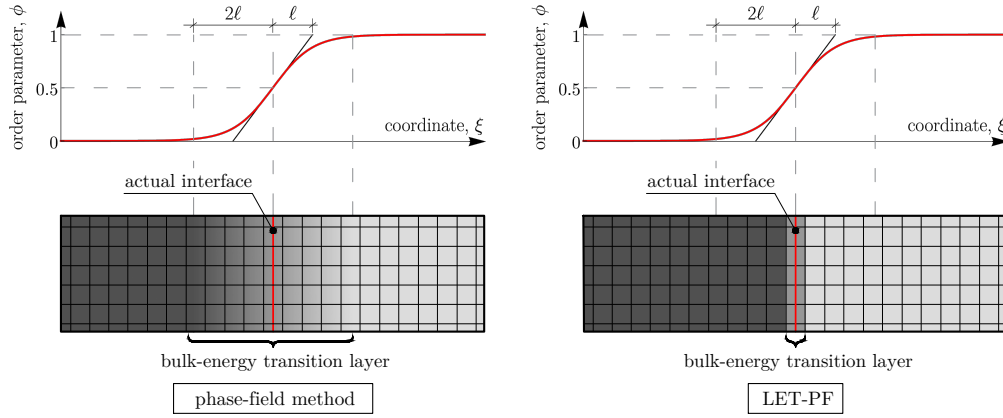 order parameter, ϕ
2ℓ
ℓ
1
0.5
0
coordinate, ξ
actual interface
bulk-energy transition layer
phase-field method
order parameter, ϕ
2ℓ
ℓ
1
0.5
0
coordinate, ξ
actual interface
bulk-energy transition layer
LET-PF